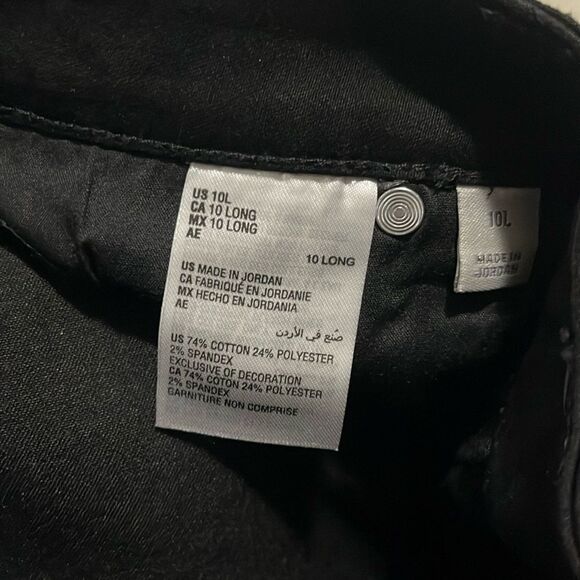 US 10L
CA 10 LONG
MX 10 LONG
AE
10 LONG
US MADE IN JORDAN
CA FABRIQUÉ EN JORDANIE
MX HECHO EN JORDANIA
AE
صُنع في الأردن
US 74% COTTON 24% POLYESTER
2% SPANDEX
EXCLUSIVE OF DECORATION
CA 74% COTON 24% POLYESTER
2% SPANDEX
GARNITURE NON COMPRISE
10L
MADE IN
JORDAN